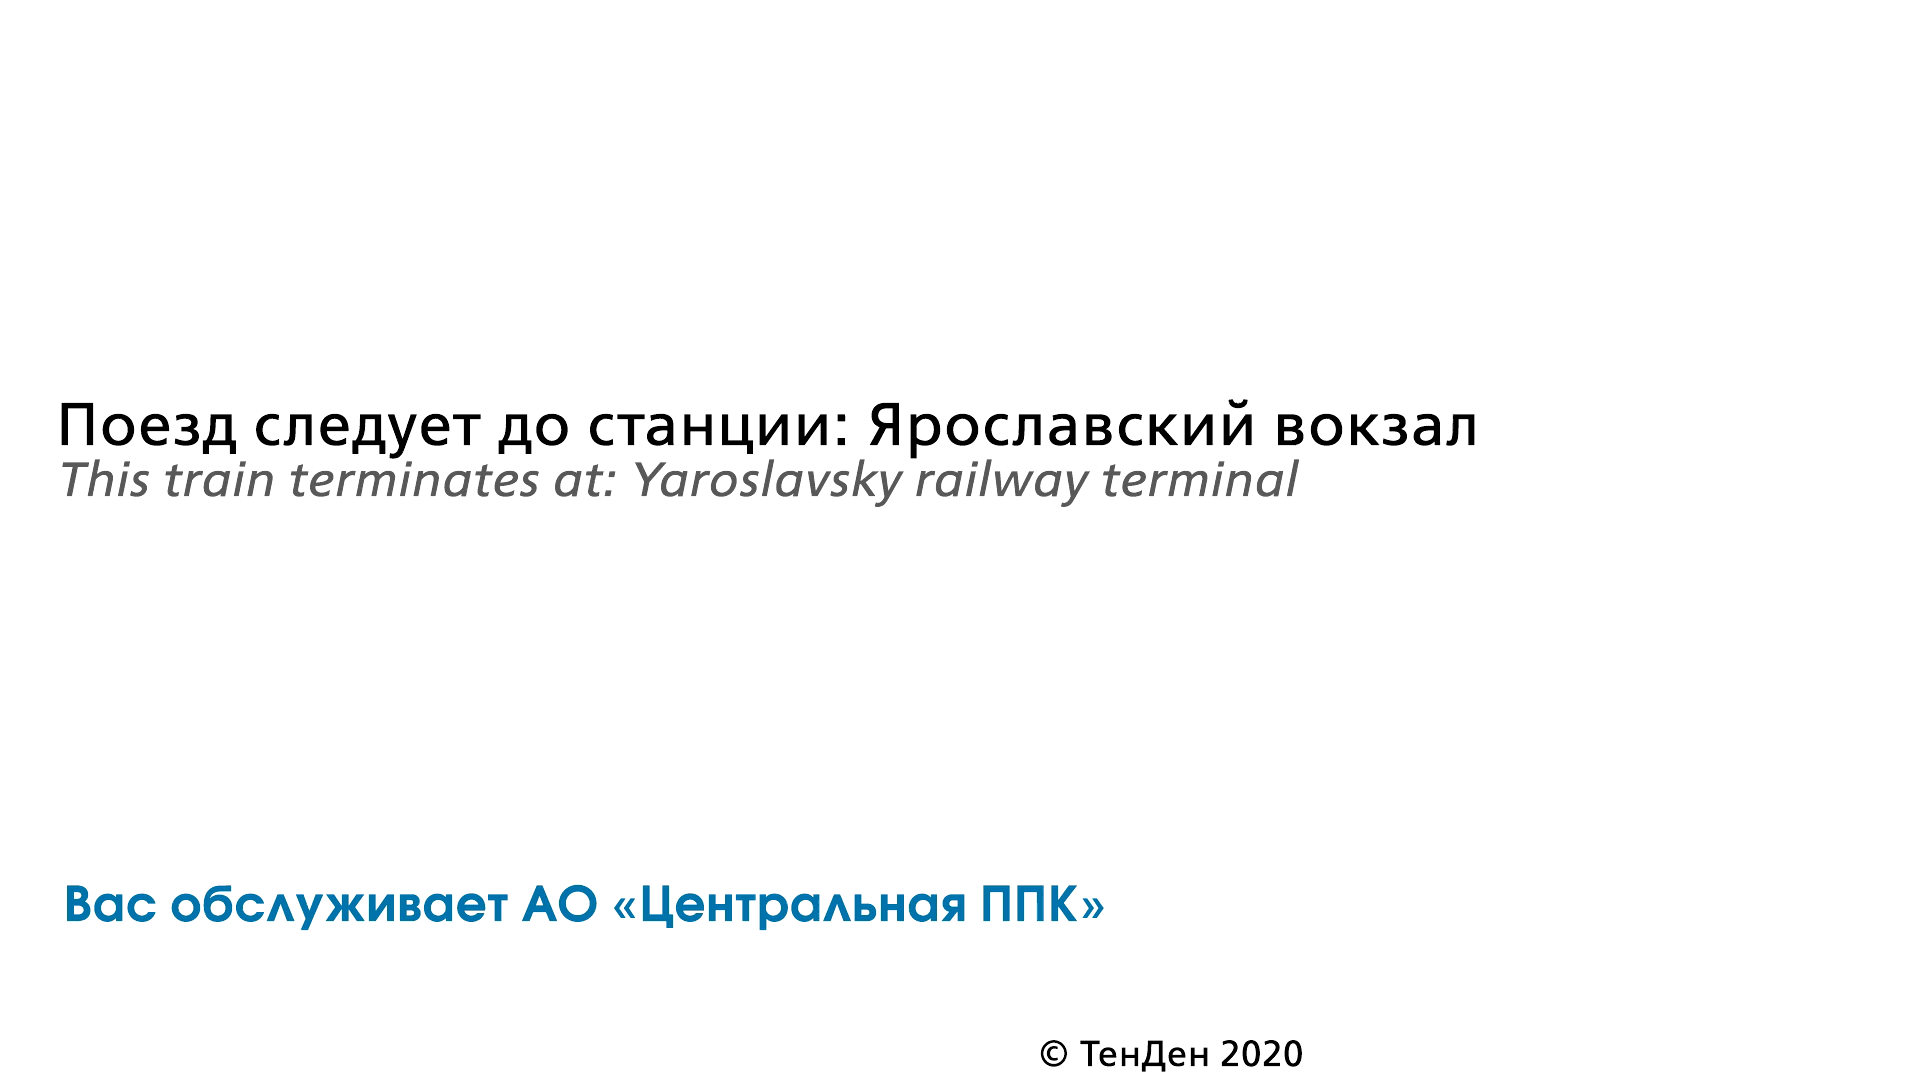 Поезд следует до станции: Ярославский вокзал
This train terminates at: Yaroslavsky railway terminal
Вас обслуживает АО «Центральная ППК»
© ТенДен 2020